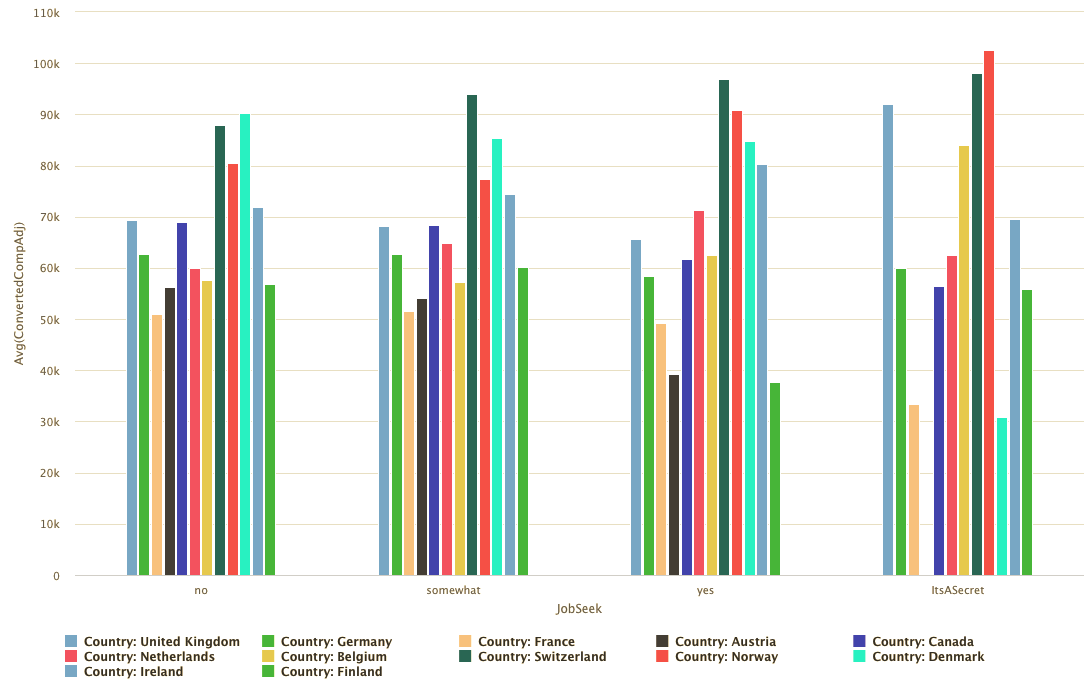 110k
100k
90k
80k
70k
60k
50k
40k
30k
20k
10k
0
Avg(ConvertedCompAdj)
no somewhat yes ItsASecret
JobSeek
Country: United Kingdom Country: Germany Country: France Country: Austria Country: Canada
Country: Netherlands Country: Belgium Country: Switzerland Country: Norway Country: Denmark
Country: Ireland Country: Finland